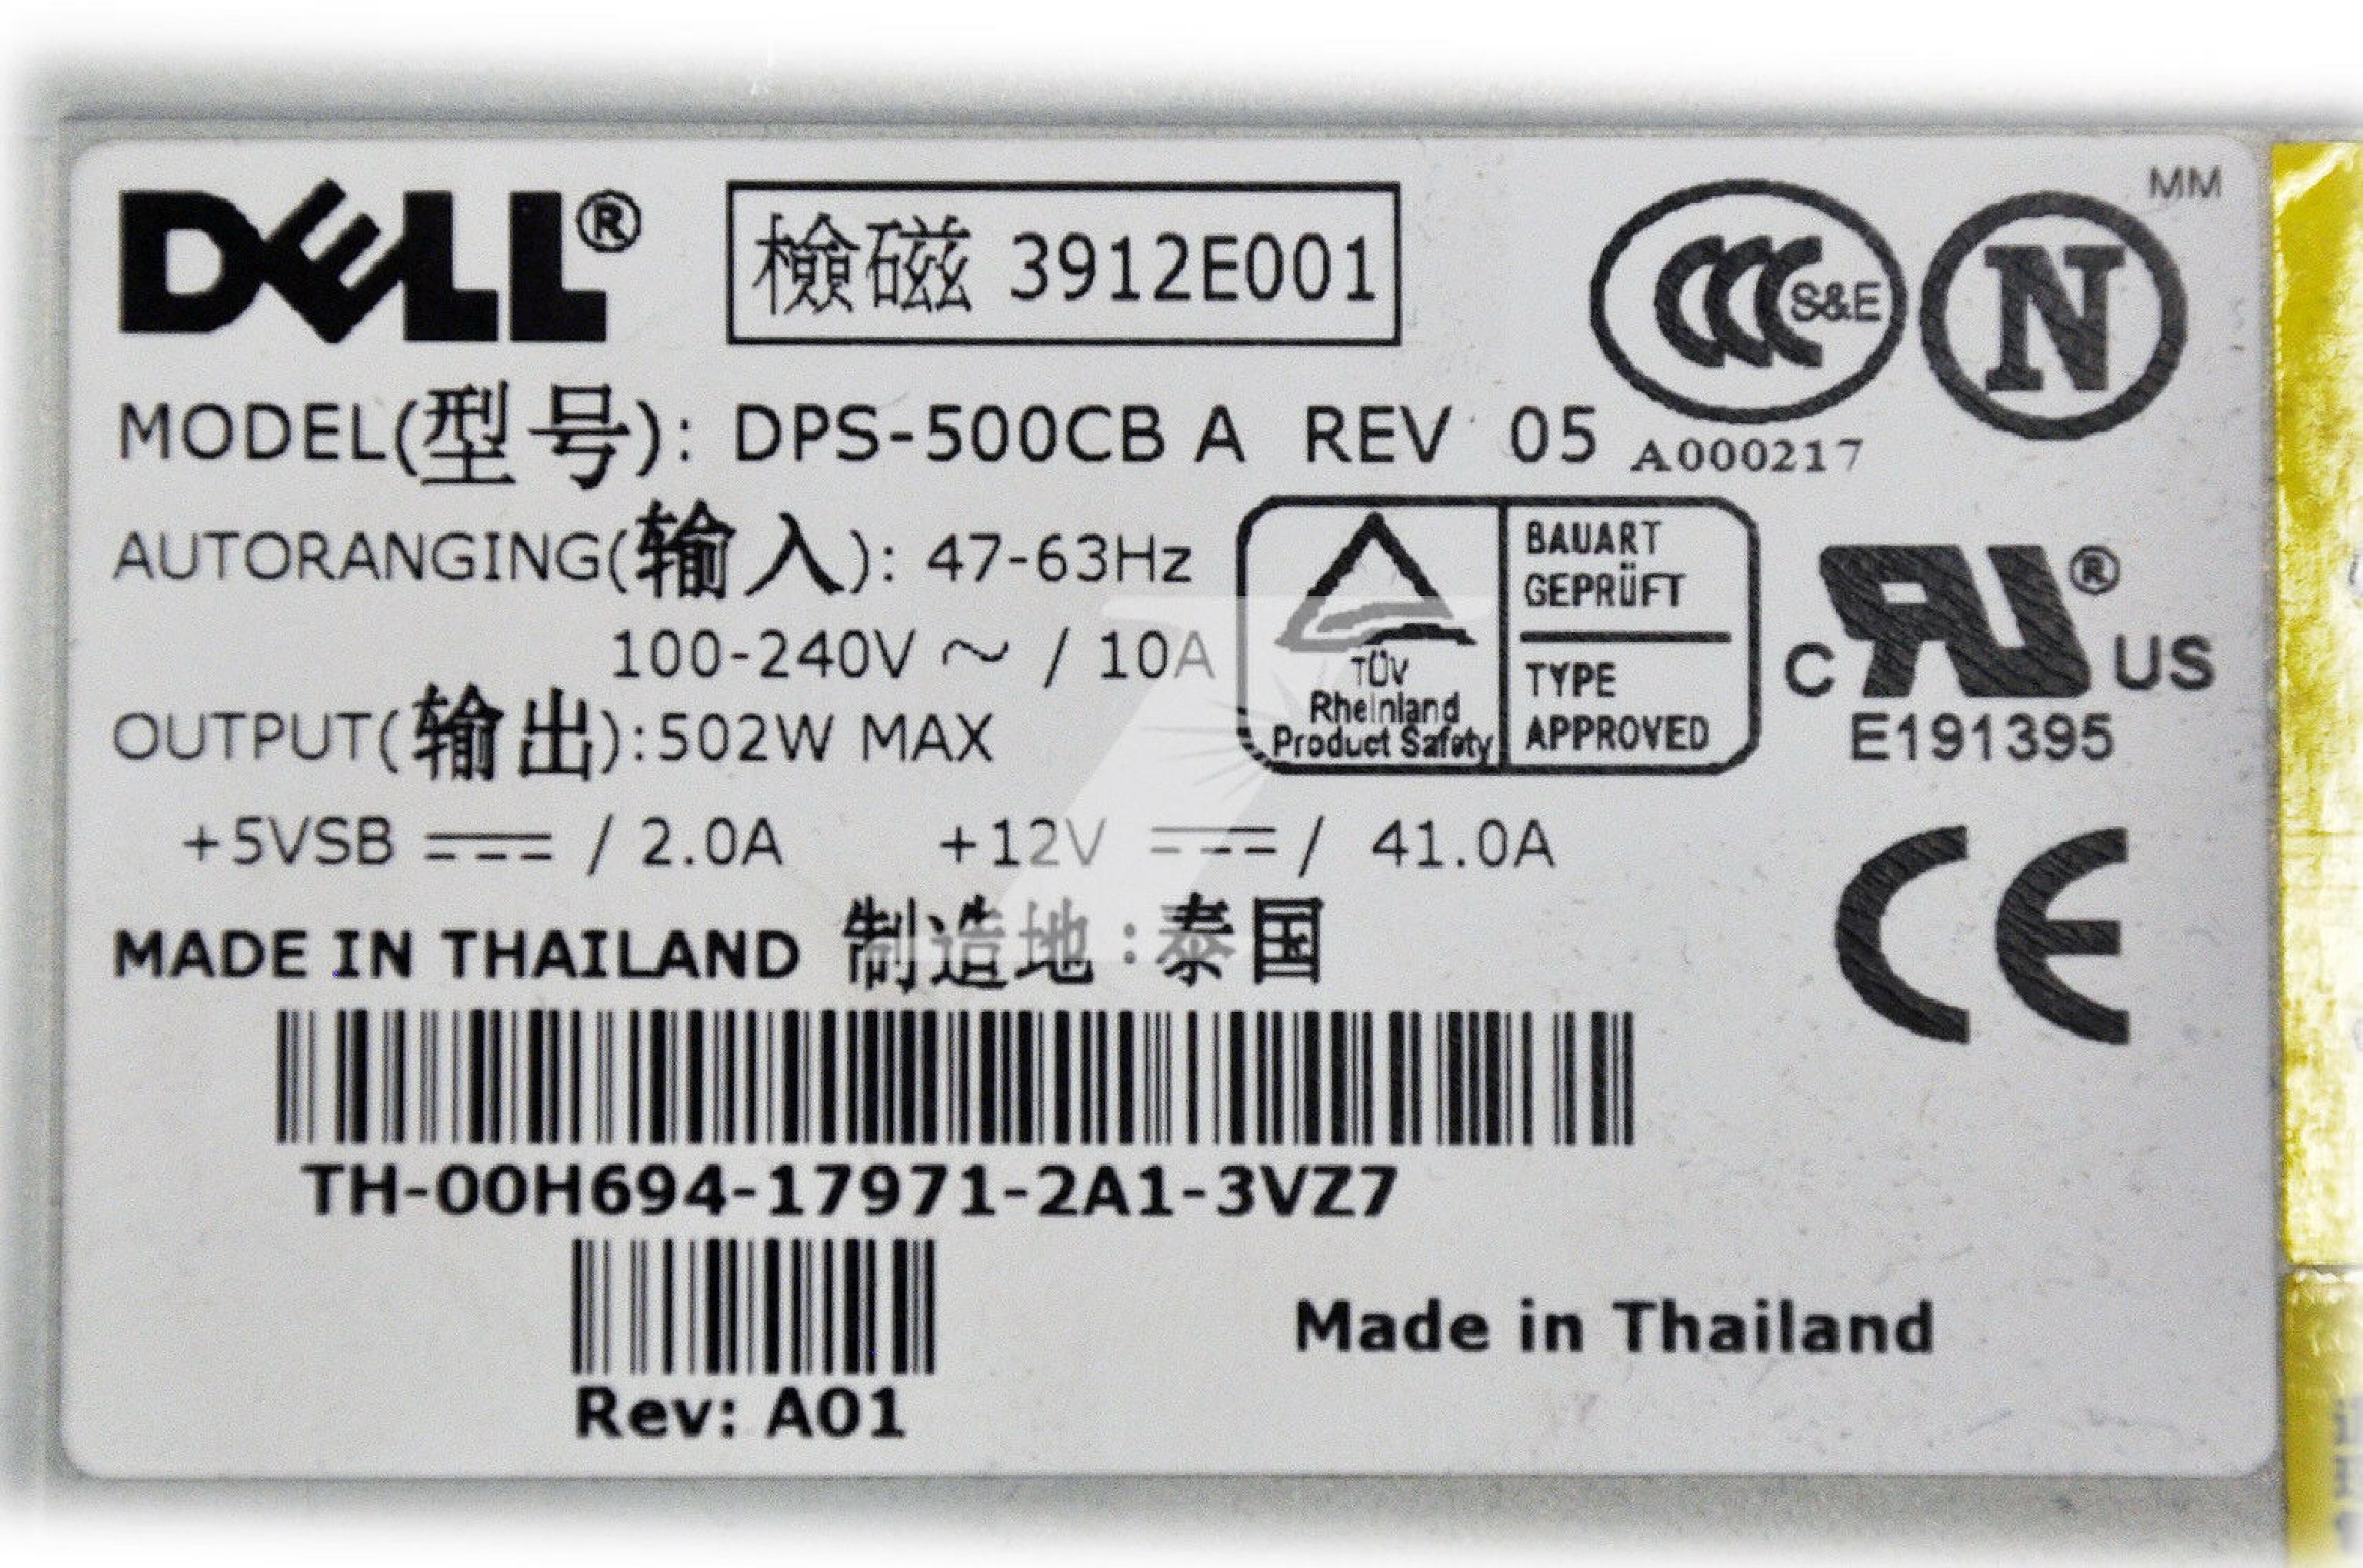 DELL®
檢磁 3912E001
CCC S&E
N
MM
MODEL(型号): DPS-500CB A REV 05
A000217
AUTORANGING(输入): 47-63Hz
100-240V ~ / 10A
TÜV
Rheinland
Product Safety
BAUART
GEPRÜFT
TYPE
APPROVED
C UR® US
E191395
OUTPUT(输出):502W MAX
+5VSB ⎓ / 2.0A +12V ⎓ / 41.0A
CE
MADE IN THAILAND 制造地:泰国
TH-00H694-17971-2A1-3VZ7
Rev: A01
Made in Thailand